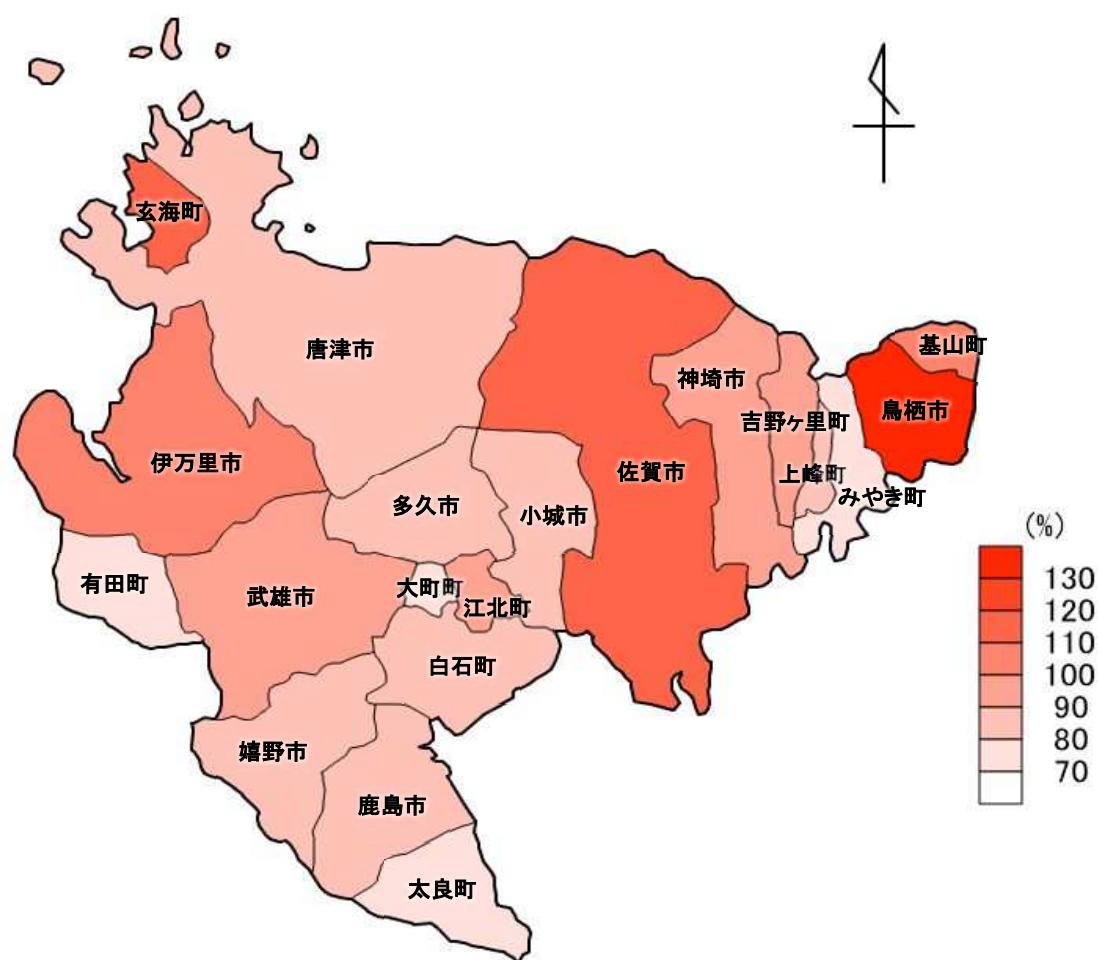 玄海町
唐津市
基山町
神埼市
鳥栖市
吉野ヶ里町
伊万里市
佐賀市
上峰町
みやき町
多久市
小城市
有田町
武雄市
大町町
江北町
白石町
嬉野市
鹿島市
太良町
(%)
130
120
110
100
90
80
70